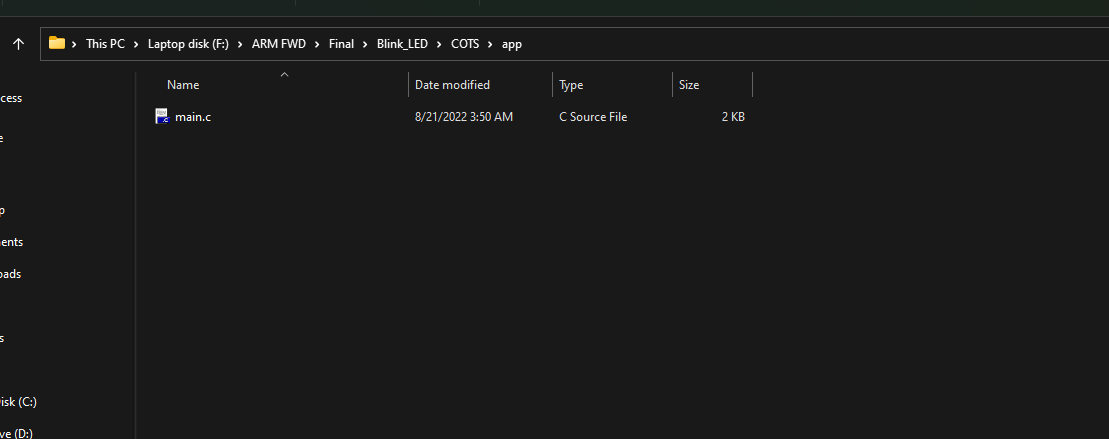 This PC > Laptop disk (F:) > ARM FWD > Final > Blink_LED > COTS > app
Name Date modified Type Size
cess
main.c 8/21/2022 3:50 AM C Source File 2 KB
e
p
nents
oads
s
isk (C:)
ve (D:)